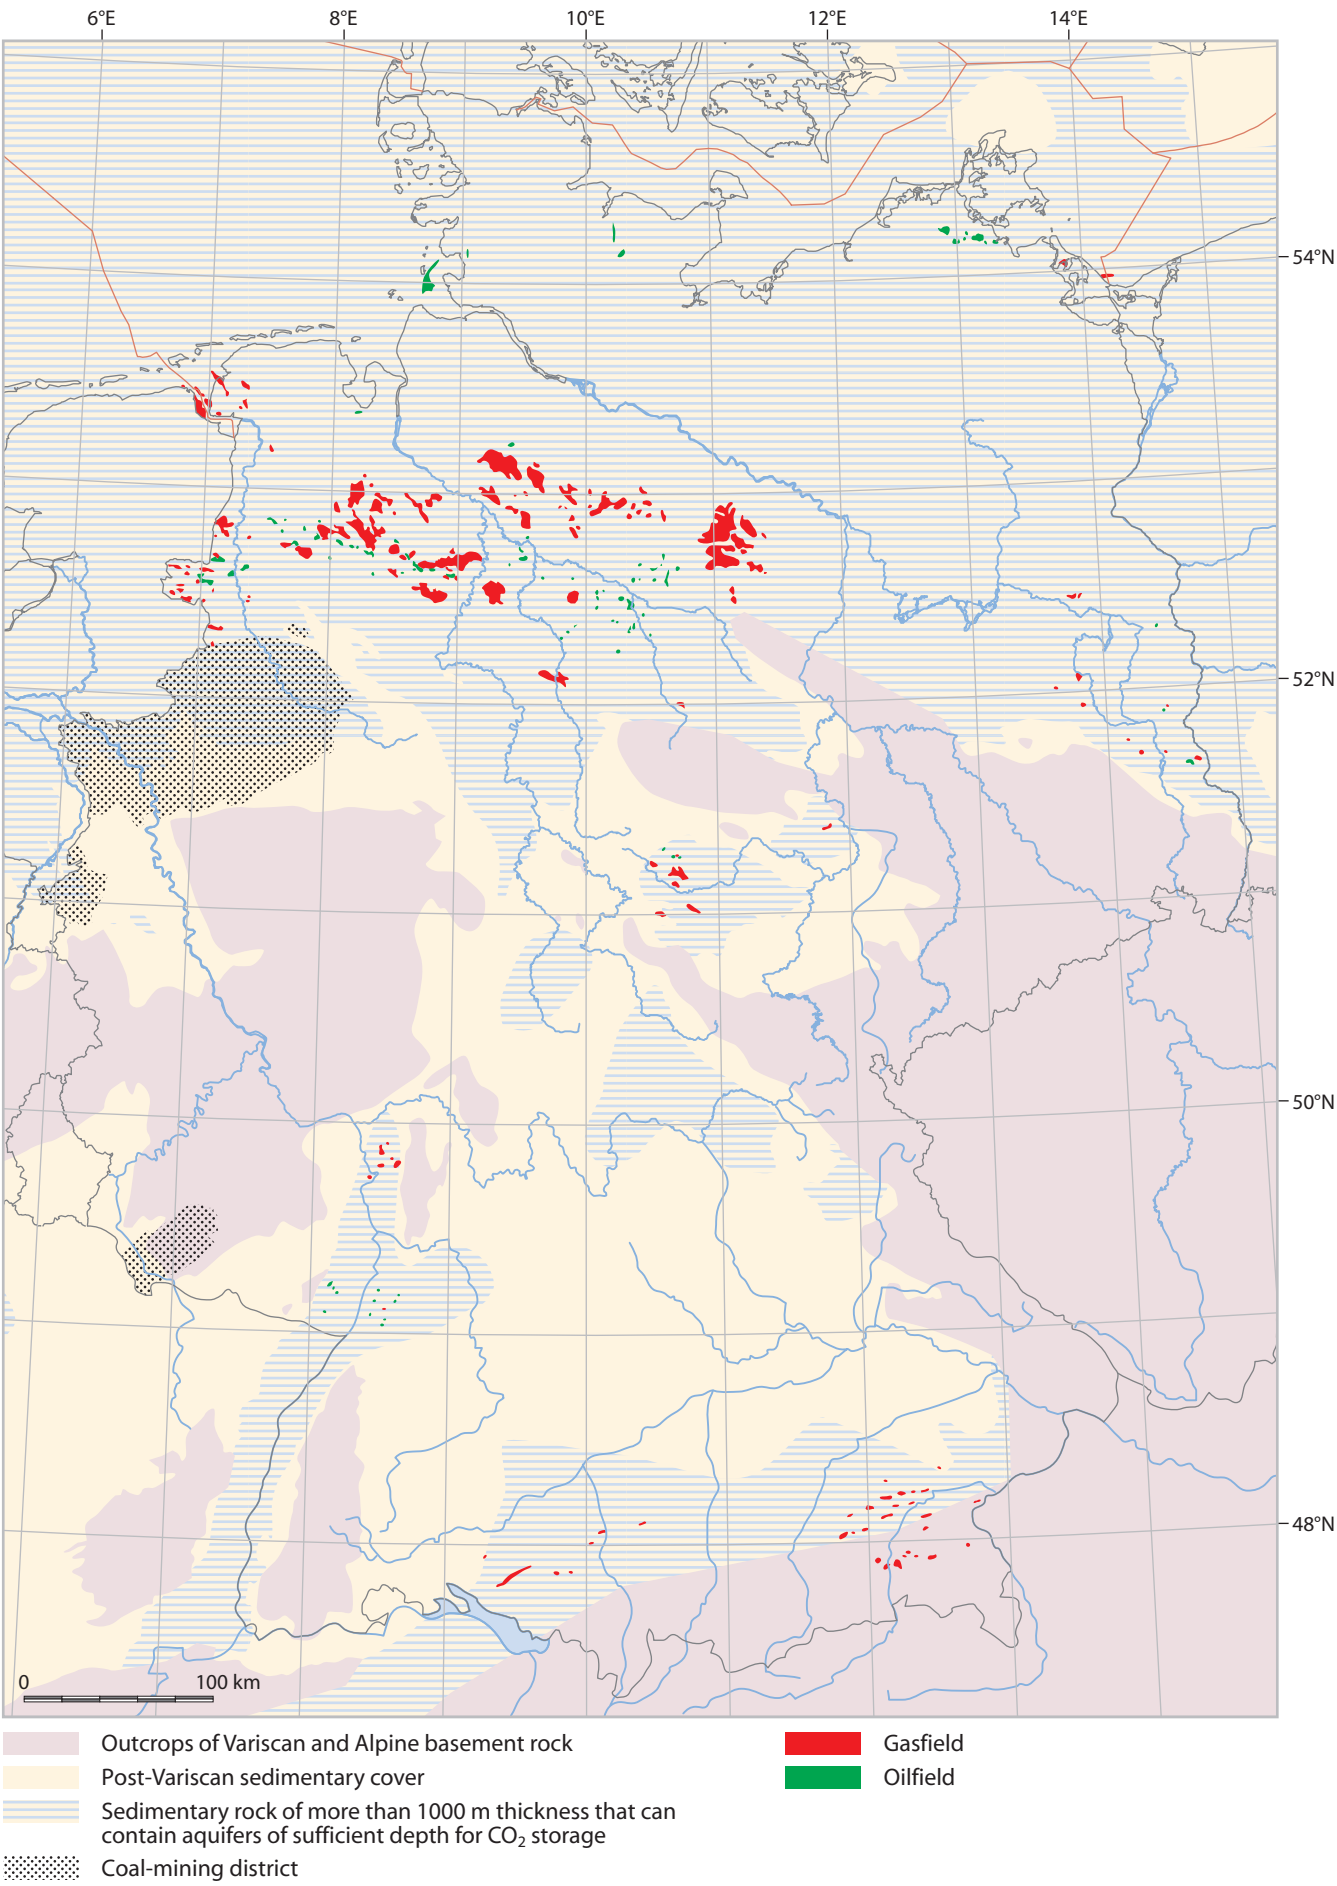 6°E 8°E 10°E 12°E 14°E
54°N
52°N
50°N
48°N
0 100 km
Outcrops of Variscan and Alpine basement rock
Post-Variscan sedimentary cover
Sedimentary rock of more than 1000 m thickness that can
contain aquifers of sufficient depth for CO₂ storage
Coal-mining district
Gasfield
Oilfield